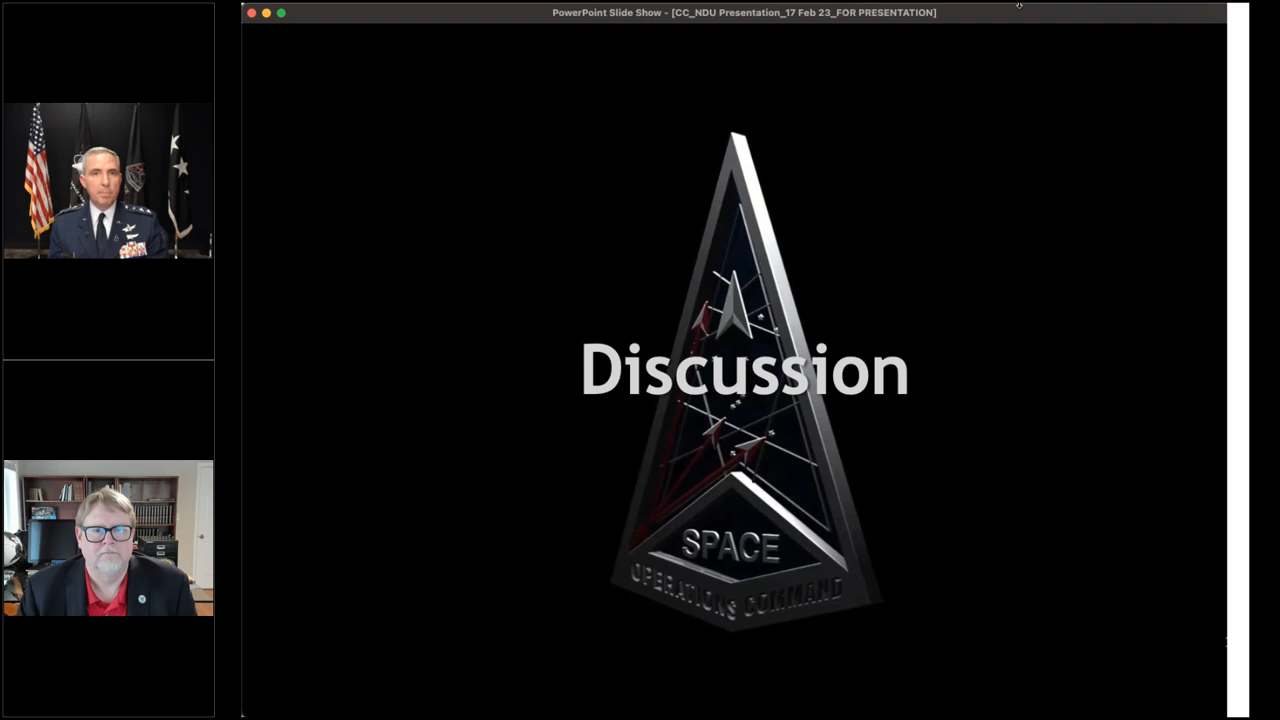 PowerPoint Slide Show - [CC_NDU Presentation_17 Feb 23_FOR PRESENTATION]
Discussion
SPACE
OPERATIONS COMMAND